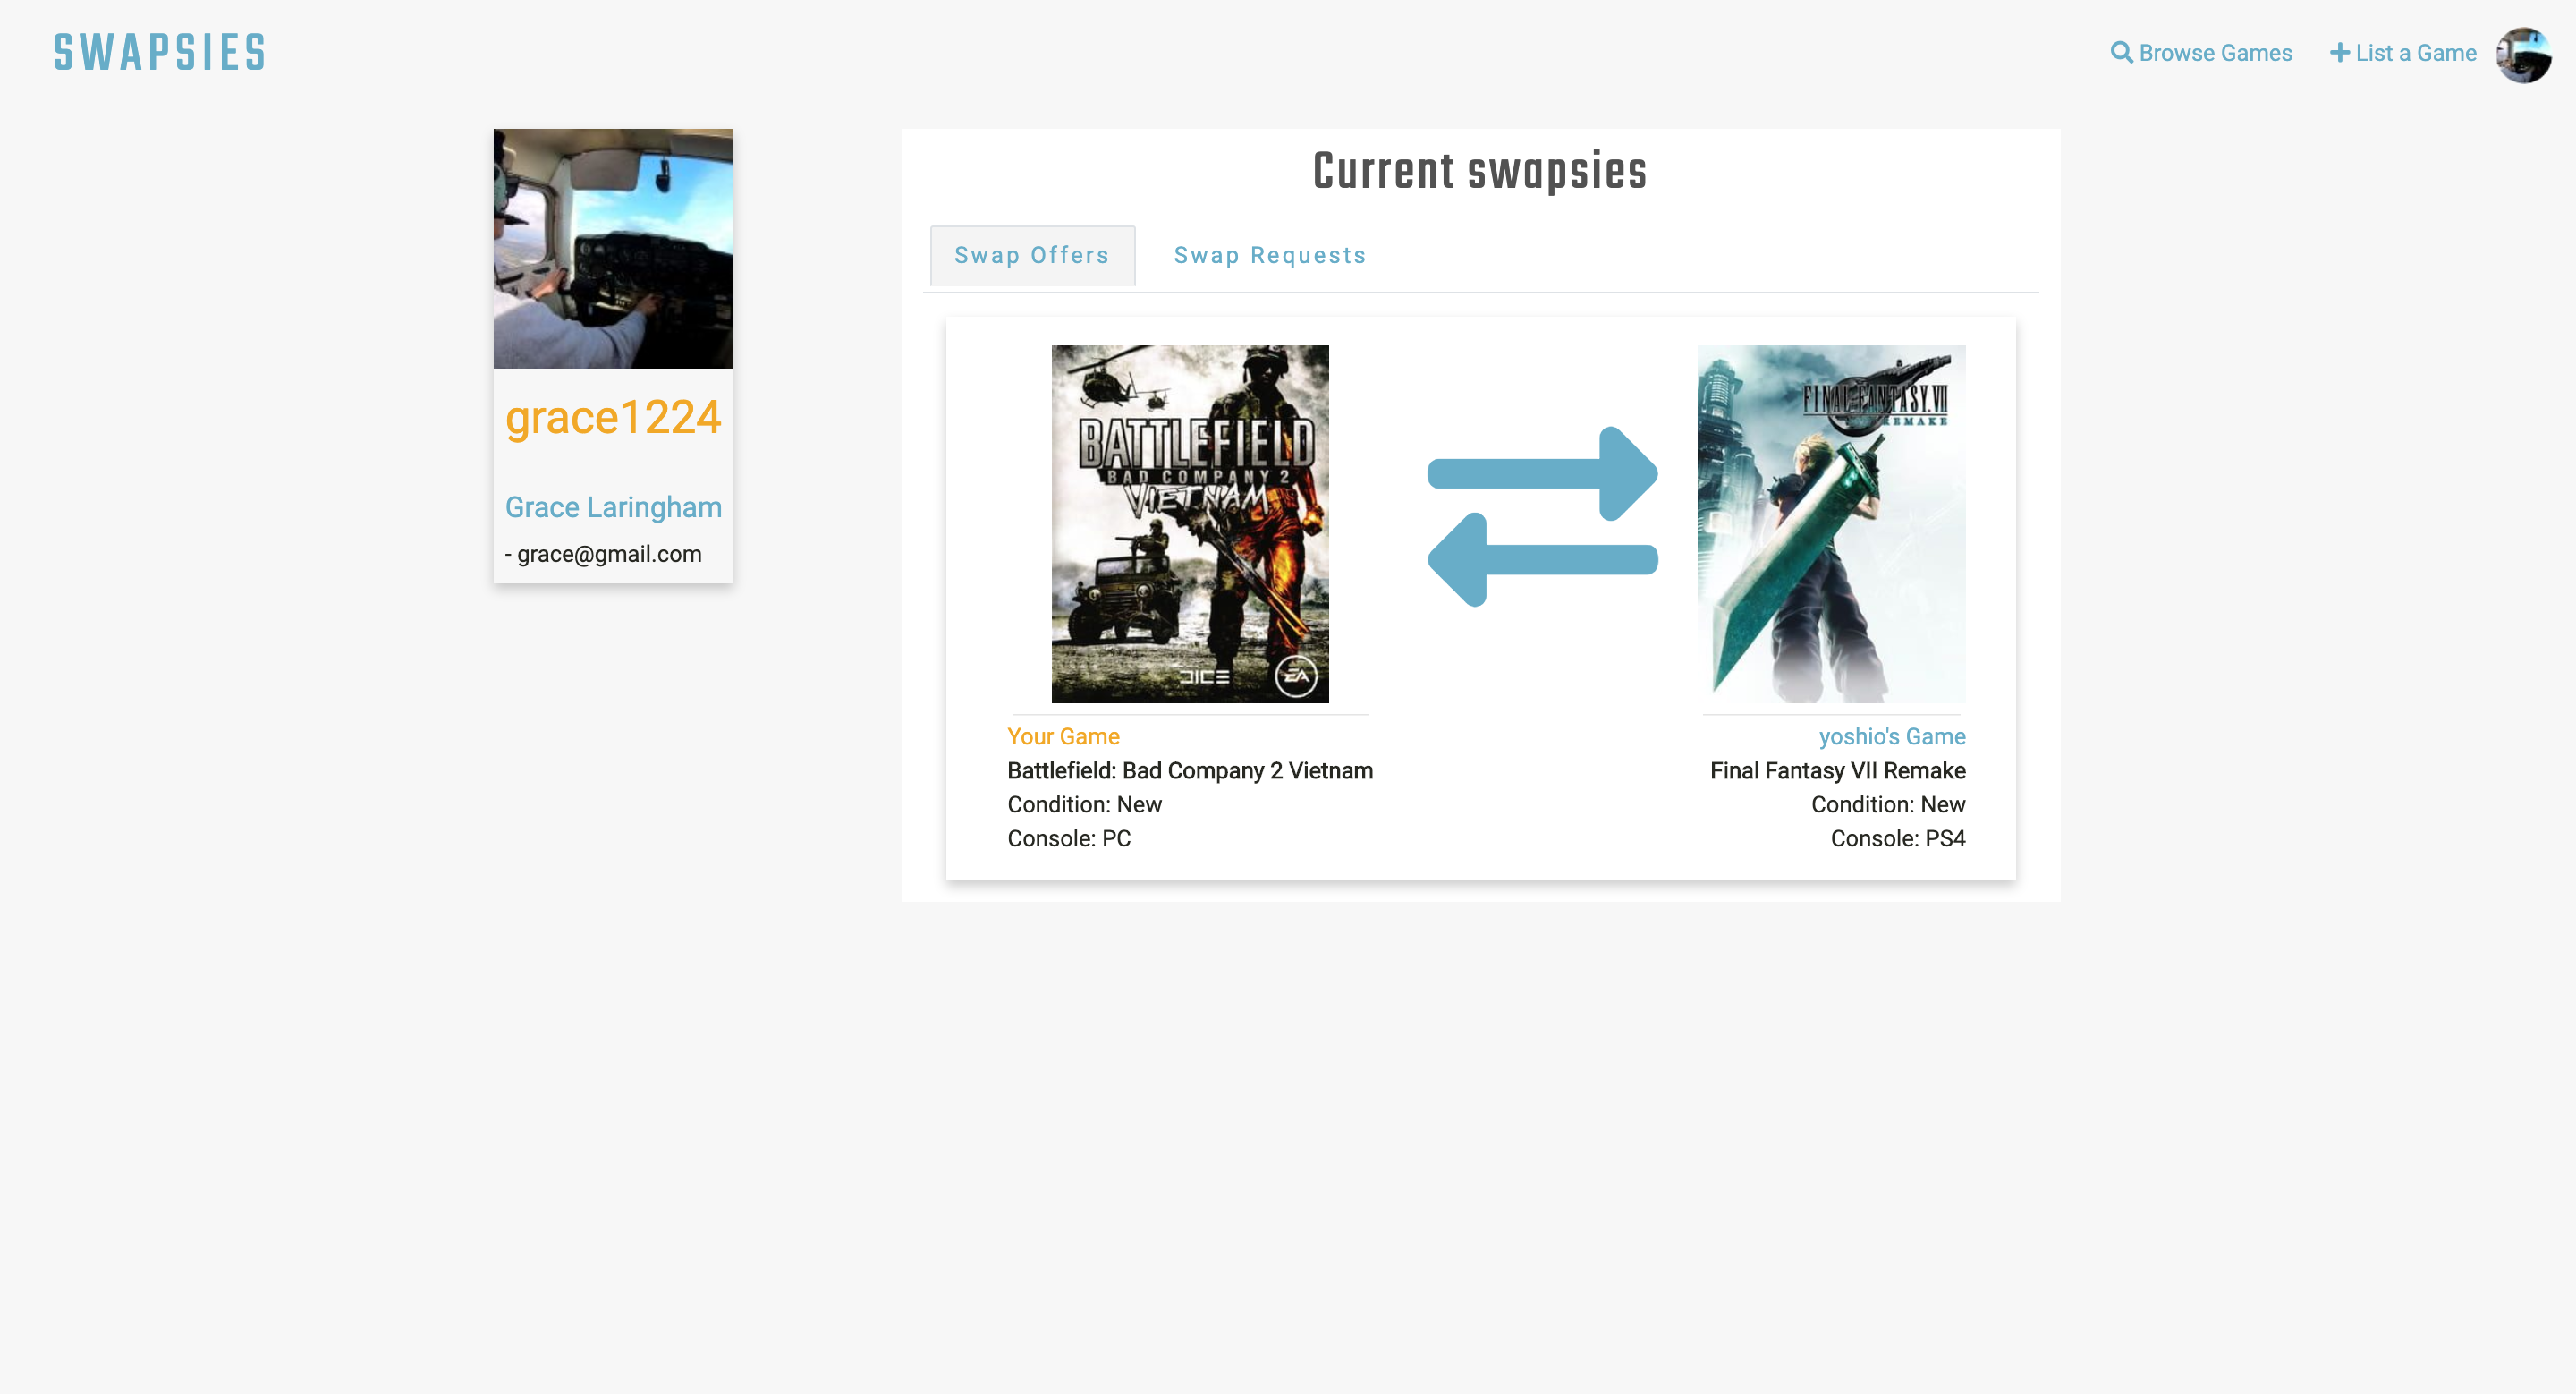 SWAPSIES
Browse Games
List a Game
grace1224
Grace Laringham
- grace@gmail.com
Current swapsies
Swap Offers
Swap Requests
BATTLEFIELD
BAD COMPANY 2
VIETNAM
DICE
EA
FINAL FANTASY VII
REMAKE
Your Game
Battlefield: Bad Company 2 Vietnam
Condition: New
Console: PC
yoshio's Game
Final Fantasy VII Remake
Condition: New
Console: PS4